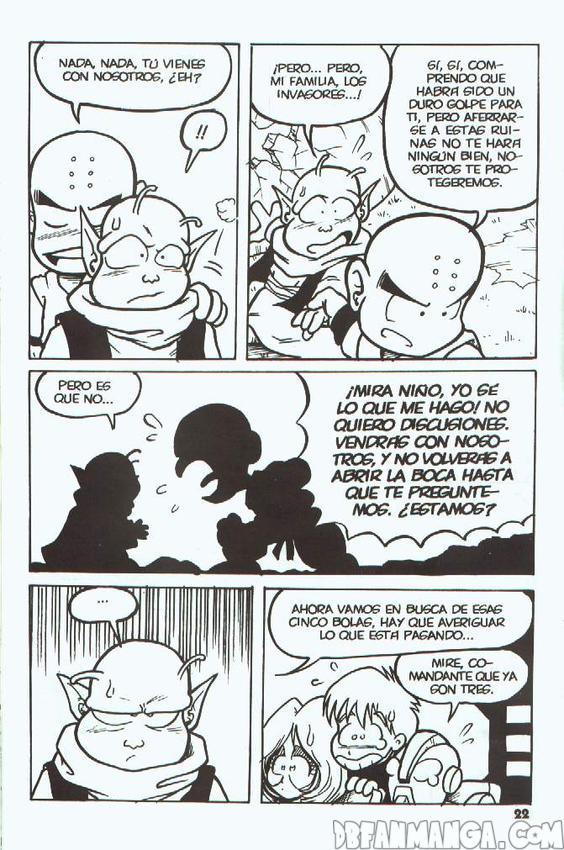 NADA, NADA, TÚ VIENES
CON NOSOTROS, ¿EH?
!!
¡PERO... PERO,
MI FAMILIA, LOS
INVASORES...!
SÍ, SÍ, COM-
PRENDO QUE
HABRÁ SIDO UN
DURO GOLPE PARA
TI, PERO AFERRAR-
SE A ESTAS RUI-
NAS NO TE HARÁ
NINGÚN BIEN, NO-
SOTROS TE PRO-
TEGEREMOS.
PERO ES
QUE NO...
¡MIRA NIÑO, YO SÉ
LO QUE ME HAGO! NO
QUIERO DISCUSIONES.
VENDRÁS CON NOSO-
TROS, Y NO VOLVERÁS A
ABRIR LA BOCA HASTA
QUE TE PREGUNTE-
MOS. ¿ESTAMOS?
...
AHORA VAMOS EN BUSCA DE ESAS
CINCO BOLAS, HAY QUE AVERIGUAR
LO QUE ESTÁ PASANDO...
MIRE, CO-
MANDANTE QUE YA
SON TRES.
22
DBFANMANGA.COM